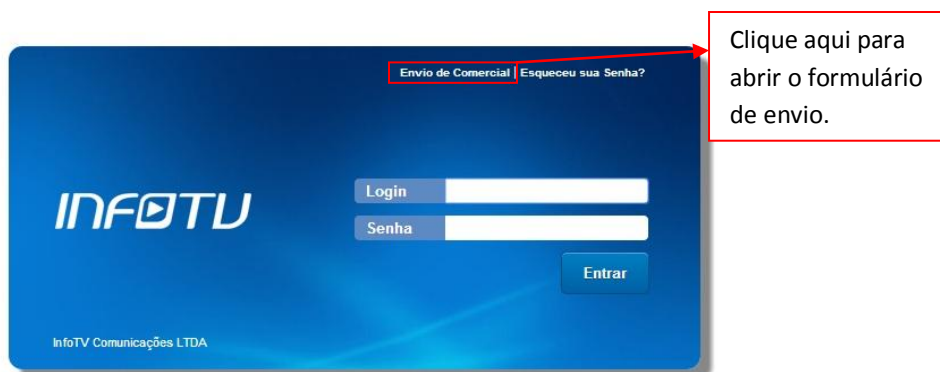 Clique aqui para
abrir o formulário
de envio.
Envio de Comercial | Esqueceu sua Senha?
INFOTV
Login
Senha
Entrar
InfoTV Comunicações LTDA